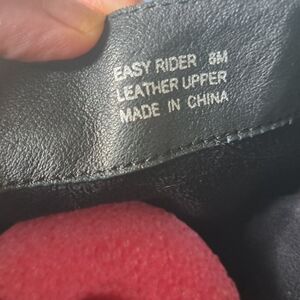 EASY RIDER 8M
LEATHER UPPER
MADE IN CHINA